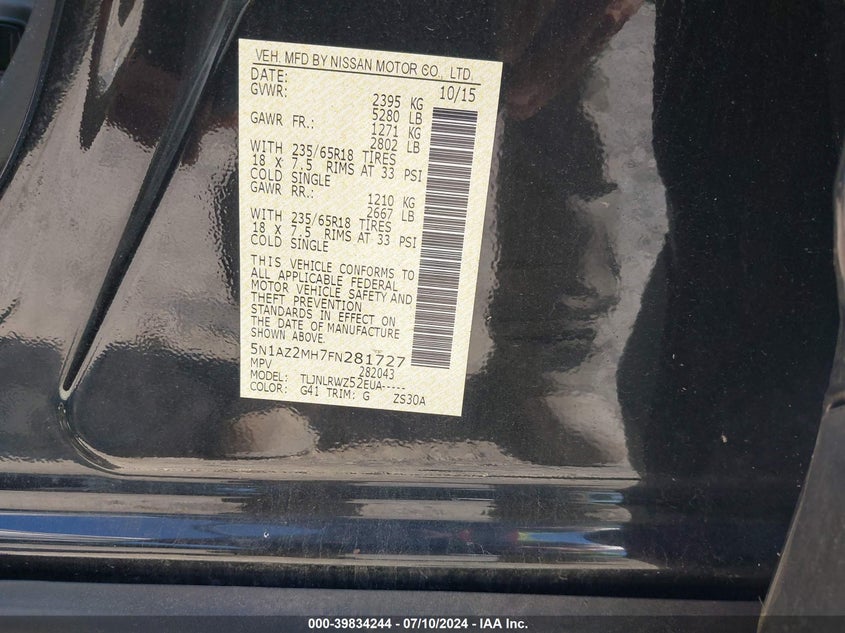 VEH. MFD BY NISSAN MOTOR CO., LTD.
DATE: 10/15
GVWR: 2395 KG
5280 LB
GAWR FR.: 1271 KG
2802 LB
WITH 235/65R18 TIRES
18 X 7.5 RIMS AT 33 PSI
COLD SINGLE
GAWR RR.: 1210 KG
2667 LB
WITH 235/65R18 TIRES
18 X 7.5 RIMS AT 33 PSI
COLD SINGLE
THIS VEHICLE CONFORMS TO
ALL APPLICABLE FEDERAL
MOTOR VEHICLE SAFETY AND
THEFT PREVENTION
STANDARDS IN EFFECT ON
THE DATE OF MANUFACTURE
SHOWN ABOVE.
5N1AZ2MH7FN281727
MPV 282043
MODEL: TLJNLRWZ52EUA-----
COLOR: G41 TRIM: G ZS30A
000-39834244 - 07/10/2024 - IAA Inc.